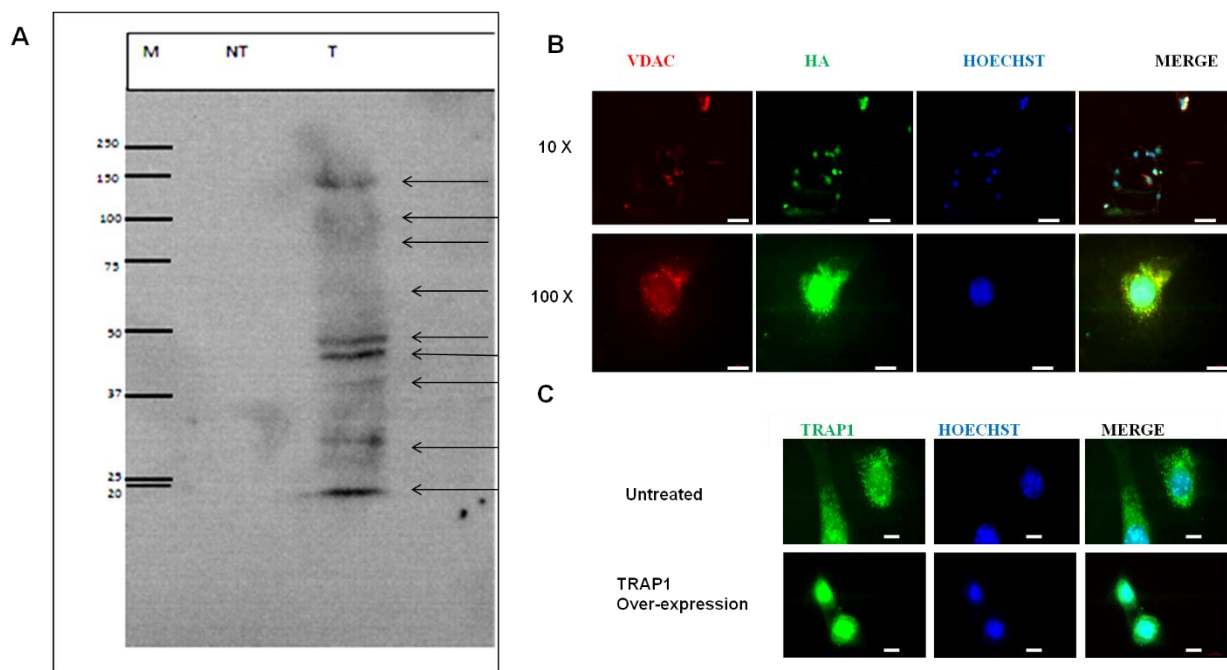 A
M NT T
250
150
100
75
50
37
25
20
B
VDAC HA HOECHST MERGE
10 X
100 X
C
TRAP1 HOECHST MERGE
Untreated
TRAP1
Over-expression